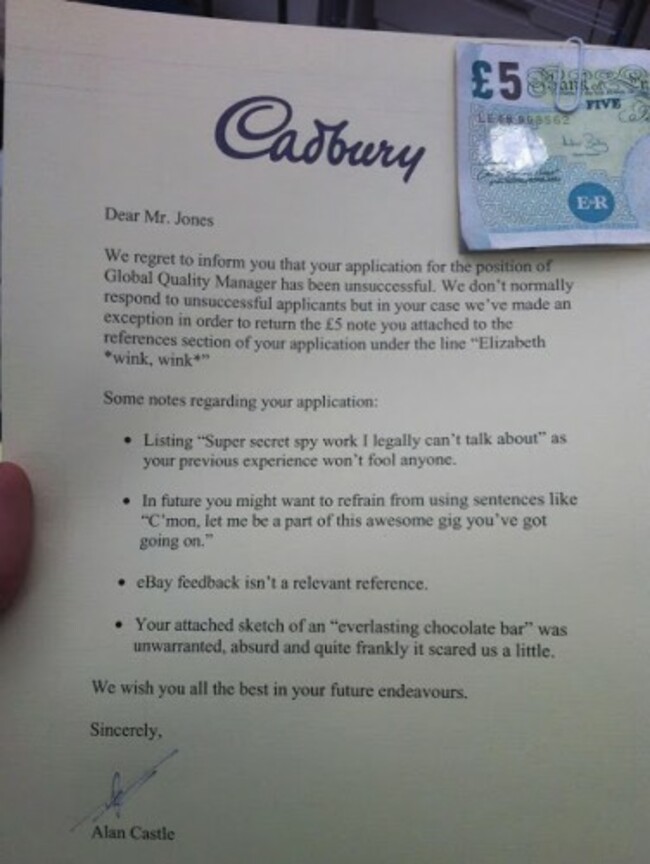 £5
Bank of
FIVE
E R
Cadbury
Dear Mr. Jones
We regret to inform you that your application for the position of
Global Quality Manager has been unsuccessful. We don't normally
respond to unsuccessful applicants but in your case we've made an
exception in order to return the £5 note you attached to the
references section of your application under the line “Elizabeth
*wink, wink*”
Some notes regarding your application:
• Listing “Super secret spy work I legally can't talk about” as
your previous experience won't fool anyone.
• In future you might want to refrain from using sentences like
“C'mon, let me be a part of this awesome gig you've got
going on.”
• eBay feedback isn't a relevant reference.
• Your attached sketch of an “everlasting chocolate bar” was
unwarranted, absurd and quite frankly it scared us a little.
We wish you all the best in your future endeavours.
Sincerely,
Alan Castle